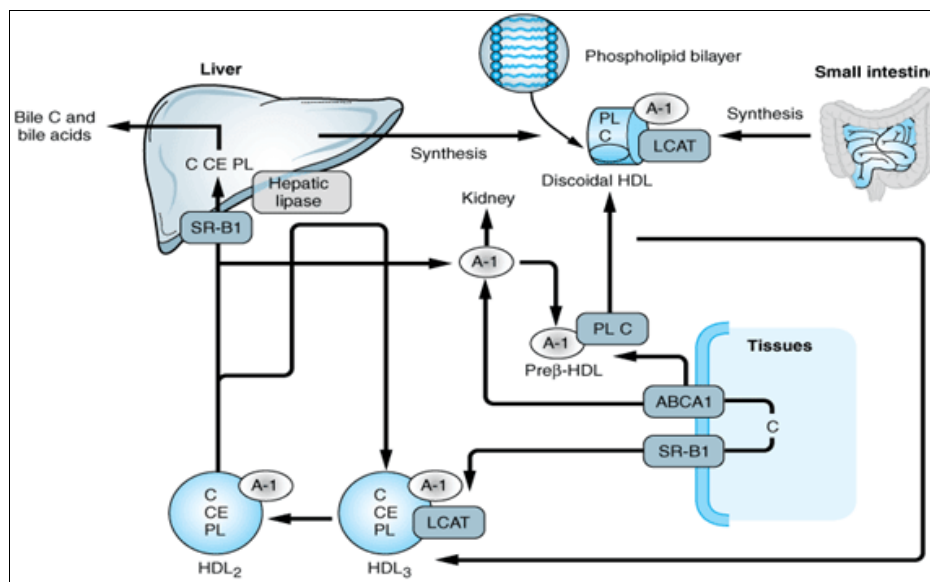 Liver
Phospholipid bilayer
Small intestine
Bile C and
bile acids
PL
C
A-1
LCAT
Synthesis
Synthesis
C CE PL
Hepatic
lipase
Discoidal HDL
Kidney
SR-B1
A-1
PL C
A-1
Preβ-HDL
Tissues
ABCA1
C
SR-B1
C
CE
PL
A-1
HDL2
C
CE
PL
A-1
LCAT
HDL3